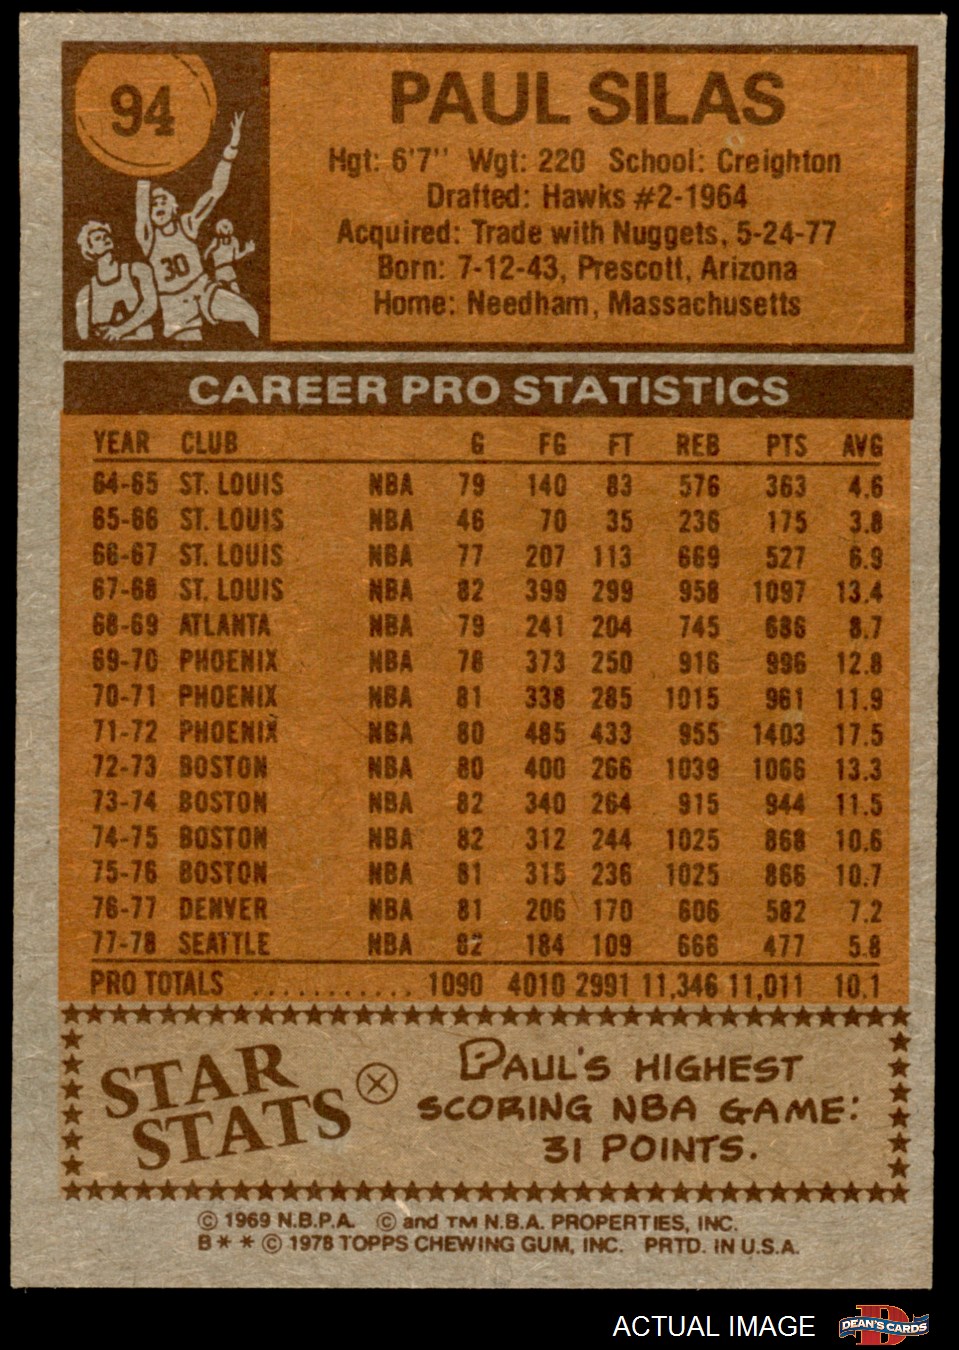 94
PAUL SILAS
Hgt: 6'7" Wgt: 220 School: Creighton
Drafted: Hawks #2-1964
Acquired: Trade with Nuggets, 5-24-77
Born: 7-12-43, Prescott, Arizona
Home: Needham, Massachusetts
30
A
CAREER PRO STATISTICS
YEAR CLUB G FG FT REB PTS AVG
64-65 ST. LOUIS NBA 79 140 83 576 363 4.6
65-66 ST. LOUIS NBA 46 70 35 236 175 3.8
66-67 ST. LOUIS NBA 77 207 113 669 527 6.9
67-68 ST. LOUIS NBA 82 399 299 958 1097 13.4
68-69 ATLANTA NBA 79 241 204 745 686 8.7
69-70 PHOENIX NBA 78 373 250 916 996 12.8
70-71 PHOENIX NBA 81 338 285 1015 961 11.9
71-72 PHOENIX NBA 80 485 433 955 1403 17.5
72-73 BOSTON NBA 80 400 266 1039 1066 13.3
73-74 BOSTON NBA 82 340 264 915 944 11.5
74-75 BOSTON NBA 82 312 244 1025 868 10.6
75-76 BOSTON NBA 81 315 236 1025 866 10.7
76-77 DENVER NBA 81 206 170 606 582 7.2
77-78 SEATTLE NBA 82 184 109 666 477 5.8
PRO TOTALS ........... 1090 4010 2991 11,346 11,011 10.1
STAR STATS
PAUL'S HIGHEST
SCORING NBA GAME:
31 POINTS.
© 1969 N.B.P.A. © and TM N.B.A. PROPERTIES, INC.
B * * © 1978 TOPPS CHEWING GUM, INC. PRTD. IN U.S.A.
ACTUAL IMAGE
D
DEAN'S CARDS